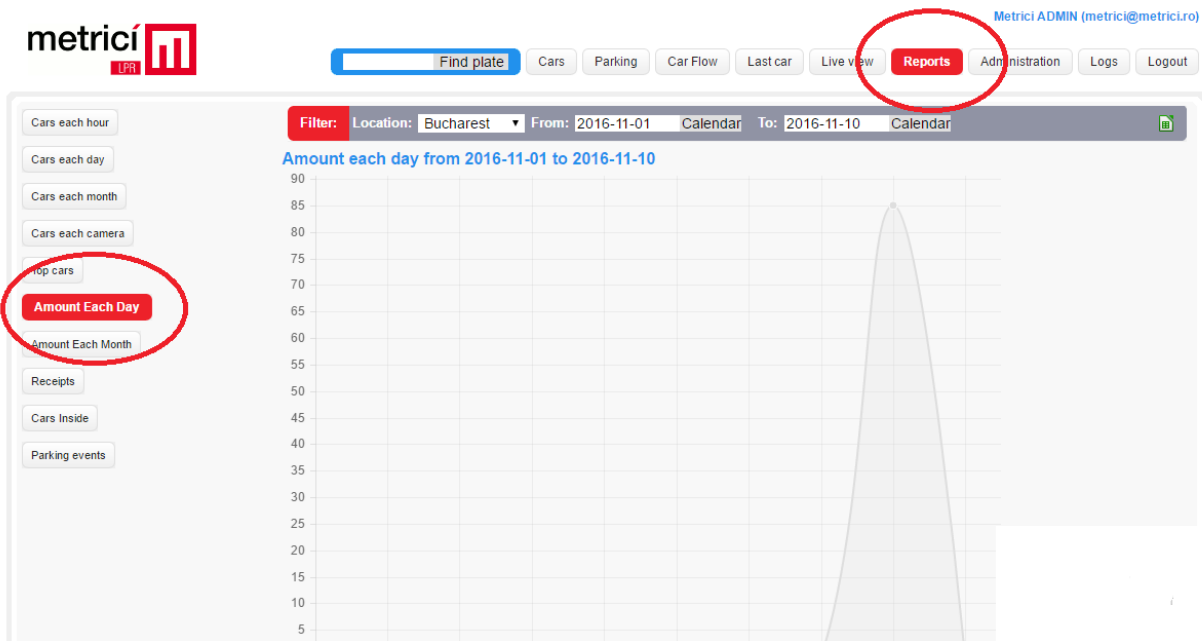 Metrici ADMIN (metrici@metrici.ro)
metrici
LPR
Find plate Cars Parking Car Flow Last car Live view Reports Administration Logs Logout
Cars each hour
Cars each day
Cars each month
Cars each camera
Top cars
Amount Each Day
Amount Each Month
Receipts
Cars Inside
Parking events
Filter: Location: Bucharest From: 2016-11-01 Calendar To: 2016-11-10 Calendar
Amount each day from 2016-11-01 to 2016-11-10
90
85
80
75
70
65
60
55
50
45
40
35
30
25
20
15
10
5
i